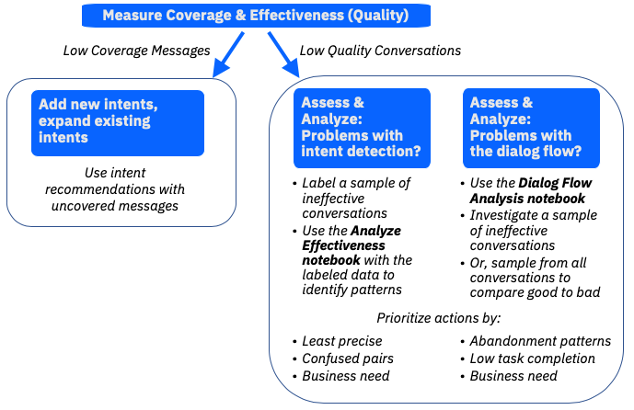 Measure Coverage & Effectiveness (Quality)
Low Coverage Messages
Low Quality Conversations
Add new intents,
expand existing
intents
Use intent
recommendations with
uncovered messages
Assess &
Analyze:
Problems with
intent detection?
• Label a sample of
ineffective
conversations
• Use the Analyze
Effectiveness
notebook with the
labeled data to
identify patterns
Assess &
Analyze:
Problems with
the dialog flow?
• Use the Dialog Flow
Analysis notebook
• Investigate a sample
of ineffective
conversations
• Or, sample from all
conversations to
compare good to bad
Prioritize actions by:
• Least precise
• Confused pairs
• Business need
• Abandonment patterns
• Low task completion
• Business need